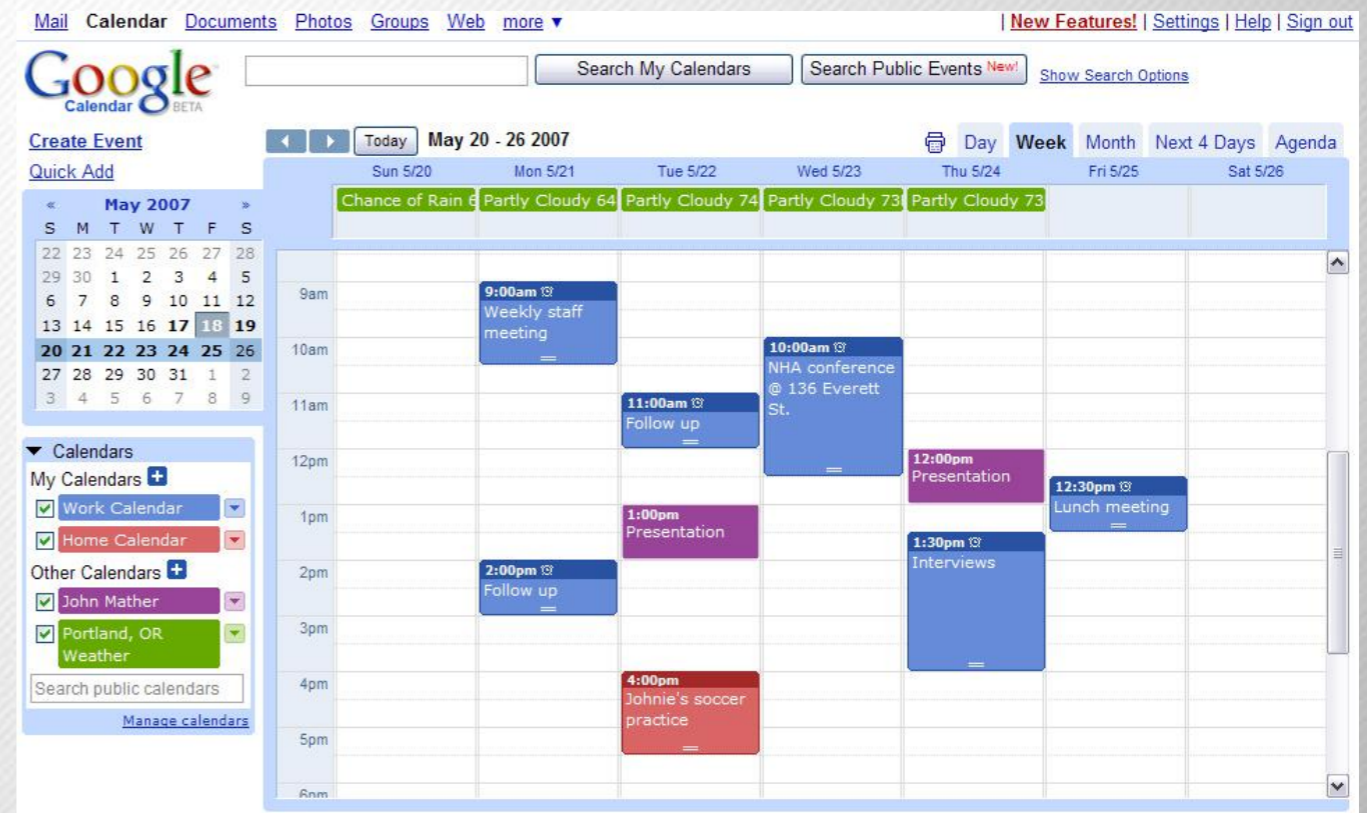 Mail Calendar Documents Photos Groups Web more ▼ | New Features! | Settings | Help | Sign out
Google
Calendar BETA
Search My Calendars Search Public Events New! Show Search Options
Create Event
Quick Add
Today May 20 - 26 2007 Day Week Month Next 4 Days Agenda
Sun 5/20 Mon 5/21 Tue 5/22 Wed 5/23 Thu 5/24 Fri 5/25 Sat 5/26
Chance of Rain 6 Partly Cloudy 64 Partly Cloudy 74 Partly Cloudy 73 Partly Cloudy 73
« May 2007 »
S M T W T F S
22 23 24 25 26 27 28
29 30 1 2 3 4 5
6 7 8 9 10 11 12
13 14 15 16 17 18 19
20 21 22 23 24 25 26
27 28 29 30 31 1 2
3 4 5 6 7 8 9
▼ Calendars
My Calendars +
Work Calendar
Home Calendar
Other Calendars +
John Mather
Portland, OR
Weather
Search public calendars
Manage calendars
9am
10am
11am
12pm
1pm
2pm
3pm
4pm
5pm
6pm
9:00am
Weekly staff
meeting
2:00pm
Follow up
11:00am
Follow up
1:00pm
Presentation
4:00pm
Johnie's soccer
practice
10:00am
NHA conference
@ 136 Everett
St.
12:00pm
Presentation
1:30pm
Interviews
12:30pm
Lunch meeting